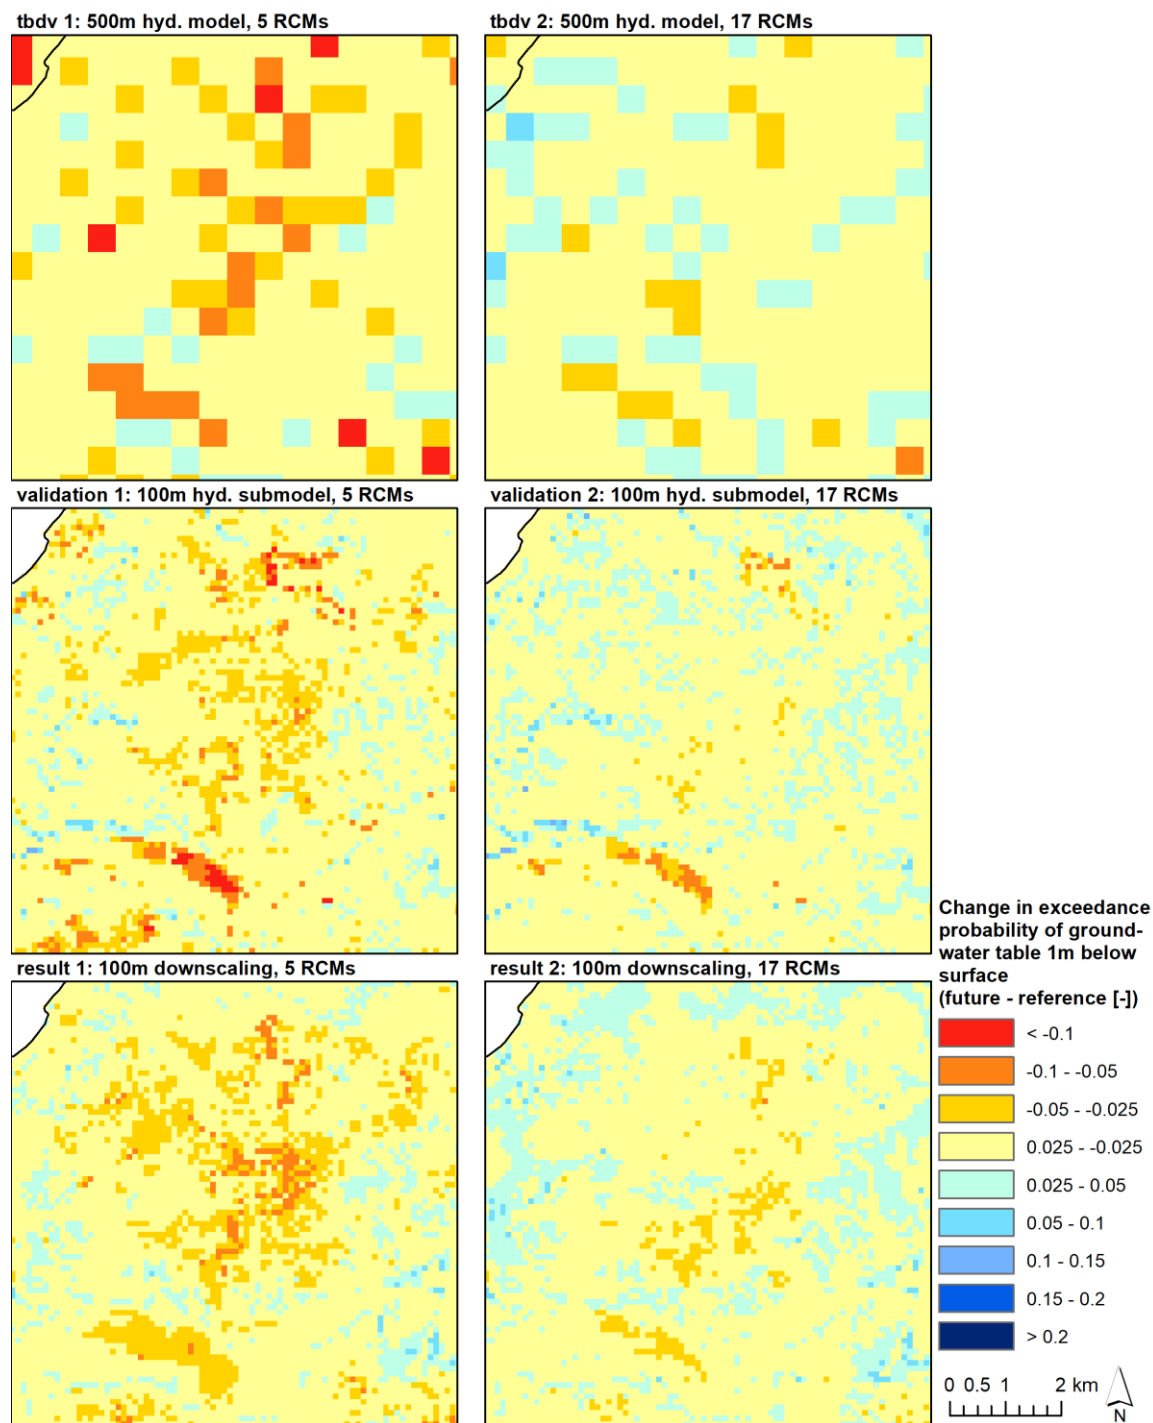 tbdv 1: 500m hyd. model, 5 RCMs
tbdv 2: 500m hyd. model, 17 RCMs
validation 1: 100m hyd. submodel, 5 RCMs
validation 2: 100m hyd. submodel, 17 RCMs
result 1: 100m downscaling, 5 RCMs
result 2: 100m downscaling, 17 RCMs
Change in exceedance
probability of ground-
water table 1m below
surface
(future - reference [-])
< -0.1
-0.1 - -0.05
-0.05 - -0.025
0.025 - -0.025
0.025 - 0.05
0.05 - 0.1
0.1 - 0.15
0.15 - 0.2
> 0.2
0 0.5 1 2 km
N